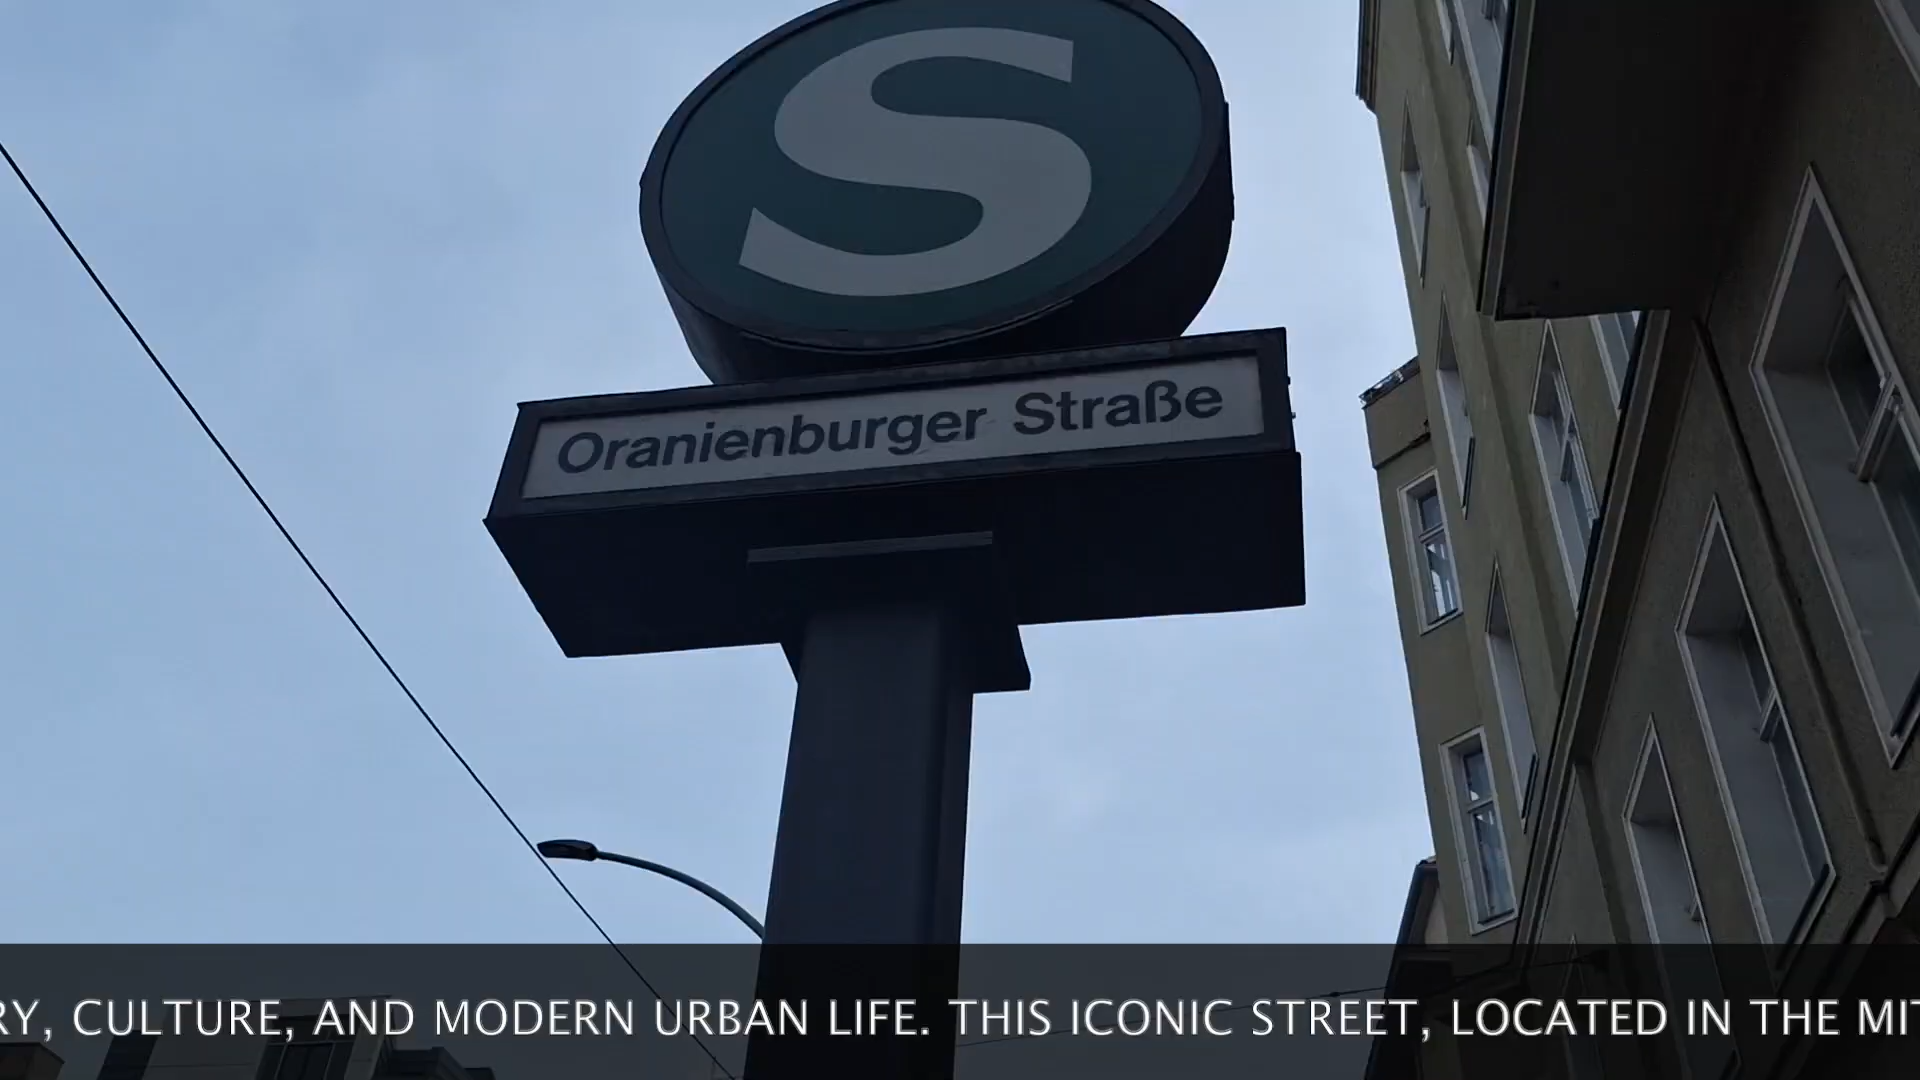 S
Oranienburger Straße
RY, CULTURE, AND MODERN URBAN LIFE. THIS ICONIC STREET, LOCATED IN THE MIT